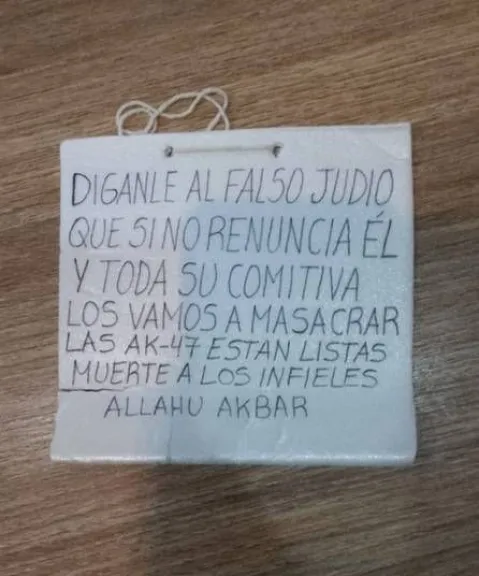 DIGANLE AL FALSO JUDIO
QUE SI NO RENUNCIA ÉL
Y TODA SU COMITIVA
LOS VAMOS A MASACRAR
LAS AK-47 ESTAN LISTAS
MUERTE A LOS INFIELES
ALLAHU AKBAR